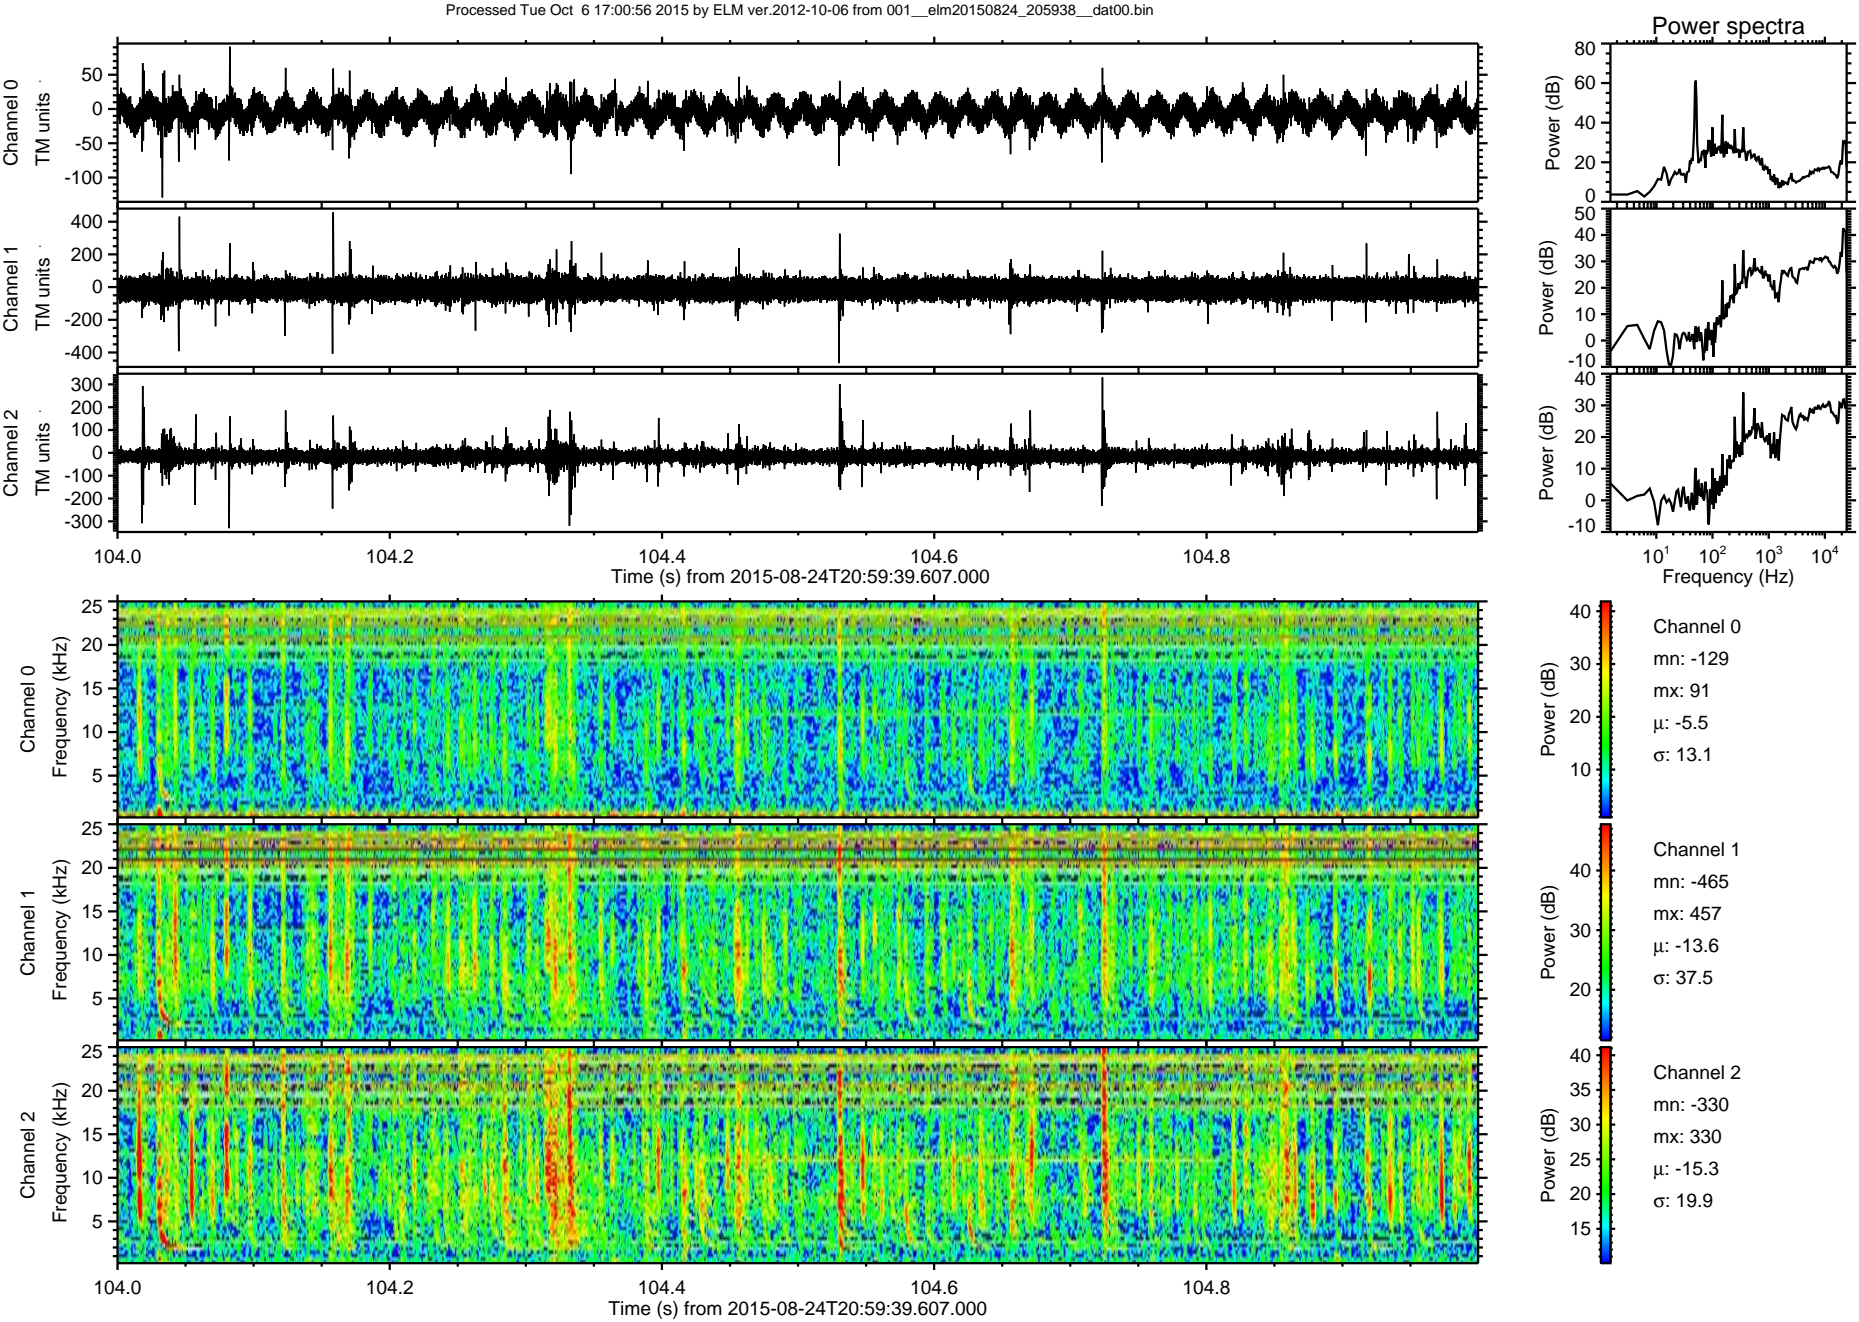 Processed Tue Oct  6 17:00:56 2015 by ELM ver.2012-10-06 from 001__elm20150824_205938__dat00.bin
Power spectra
Channel 0
TM units
50
0
-50
-100
Power (dB)
80
60
40
20
0
Channel 1
TM units
400
200
0
-200
-400
Power (dB)
50
40
30
20
10
0
-10
Channel 2
TM units
300
200
100
0
-100
-200
-300
Power (dB)
40
30
20
10
0
-10
104.0 104.2 104.4 104.6 104.8
Time (s) from 2015-08-24T20:59:39.607.000
10¹ 10² 10³ 10⁴
Frequency (Hz)
Channel 0
Frequency (kHz)
25
20
15
10
5
Power (dB)
40
30
20
10
Channel 0
mn: -129
mx: 91
μ: -5.5
σ: 13.1
Channel 1
Frequency (kHz)
25
20
15
10
5
Power (dB)
40
30
20
Channel 1
mn: -465
mx: 457
μ: -13.6
σ: 37.5
Channel 2
Frequency (kHz)
25
20
15
10
5
Power (dB)
40
35
30
25
20
15
Channel 2
mn: -330
mx: 330
μ: -15.3
σ: 19.9
104.0 104.2 104.4 104.6 104.8
Time (s) from 2015-08-24T20:59:39.607.000